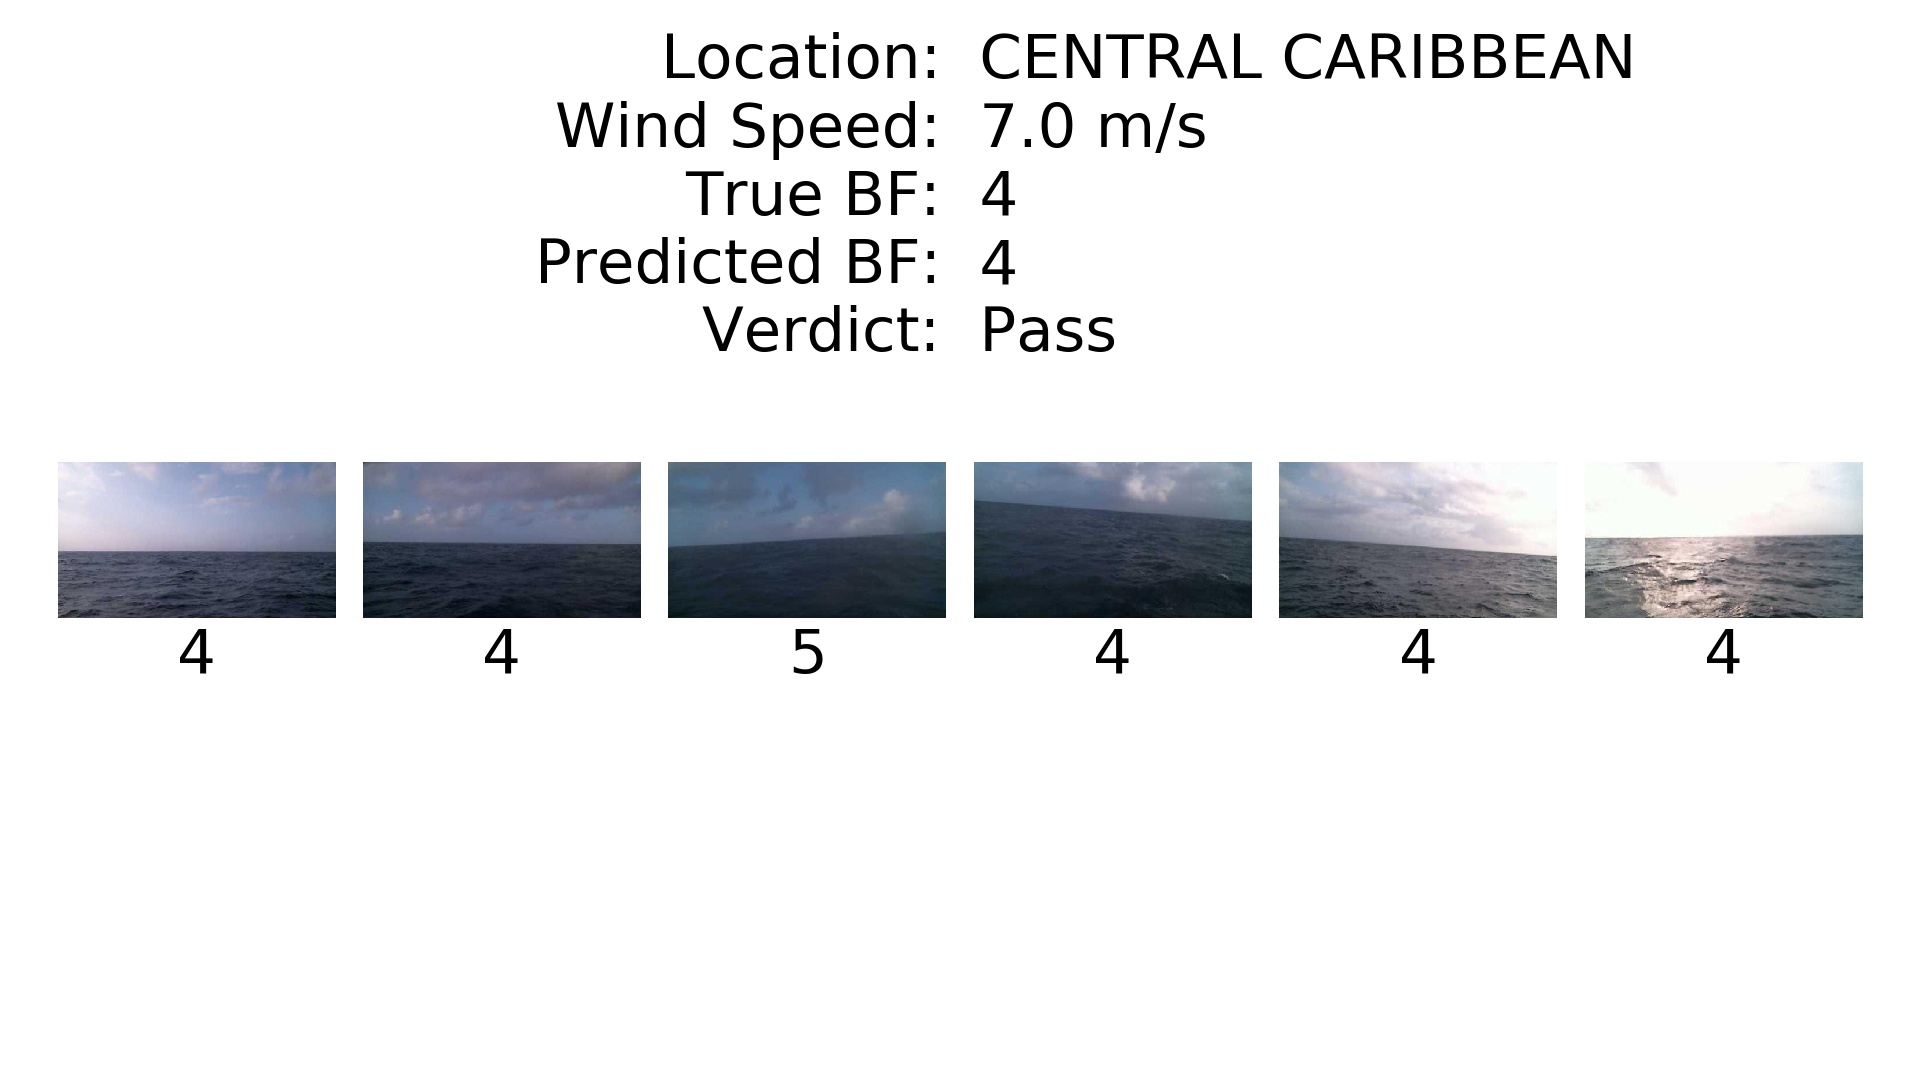 Location: CENTRAL CARIBBEAN
Wind Speed: 7.0 m/s
True BF: 4
Predicted BF: 4
Verdict: Pass
4 4 5 4 4 4